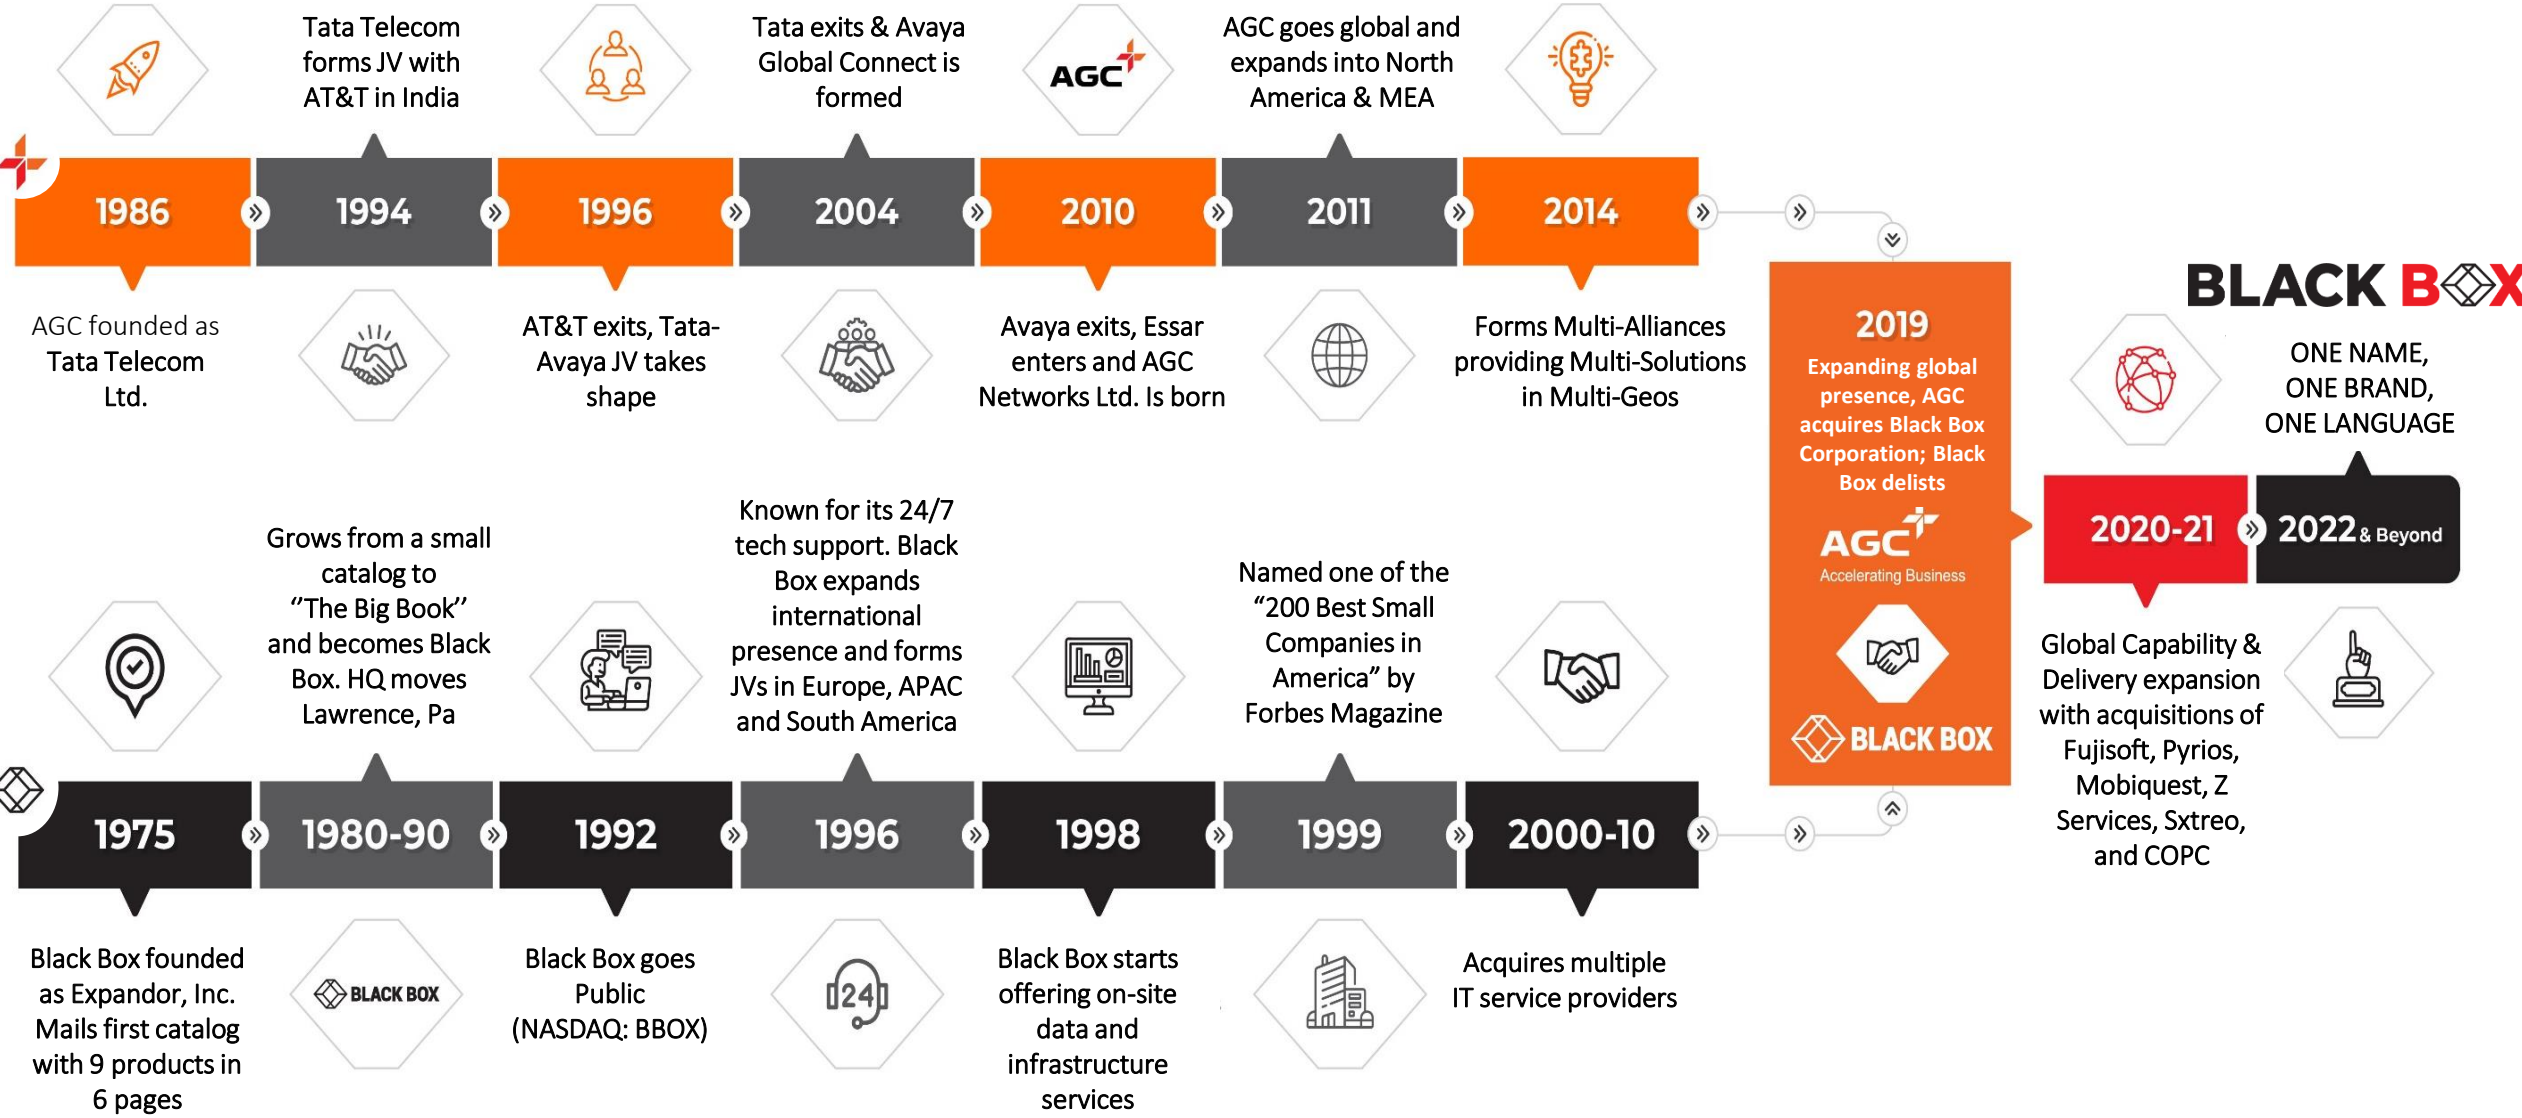 Tata Telecom
forms JV with
AT&T in India
Tata exits & Avaya
Global Connect is
formed
AGC
AGC goes global and
expands into North
America & MEA
1986
1994
1996
2004
2010
2011
2014
AGC founded as
Tata Telecom
Ltd.
AT&T exits, Tata-
Avaya JV takes
shape
Avaya exits, Essar
enters and AGC
Networks Ltd. Is born
Forms Multi-Alliances
providing Multi-Solutions
in Multi-Geos
2019
Expanding global
presence, AGC
acquires Black Box
Corporation; Black
Box delists
AGC
Accelerating Business
BLACK BOX
BLACK BOX
ONE NAME,
ONE BRAND,
ONE LANGUAGE
2020-21
2022 & Beyond
Global Capability &
Delivery expansion
with acquisitions of
Fujisoft, Pyrios,
Mobiquest, Z
Services, Sxtreo,
and COPC
Grows from a small
catalog to
‘’The Big Book’’
and becomes Black
Box. HQ moves
Lawrence, Pa
Known for its 24/7
tech support. Black
Box expands
international
presence and forms
JVs in Europe, APAC
and South America
Named one of the
“200 Best Small
Companies in
America” by
Forbes Magazine
1975
1980-90
1992
1996
1998
1999
2000-10
Black Box founded
as Expandor, Inc.
Mails first catalog
with 9 products in
6 pages
BLACK BOX
Black Box goes
Public
(NASDAQ: BBOX)
24
Black Box starts
offering on-site
data and
infrastructure
services
Acquires multiple
IT service providers